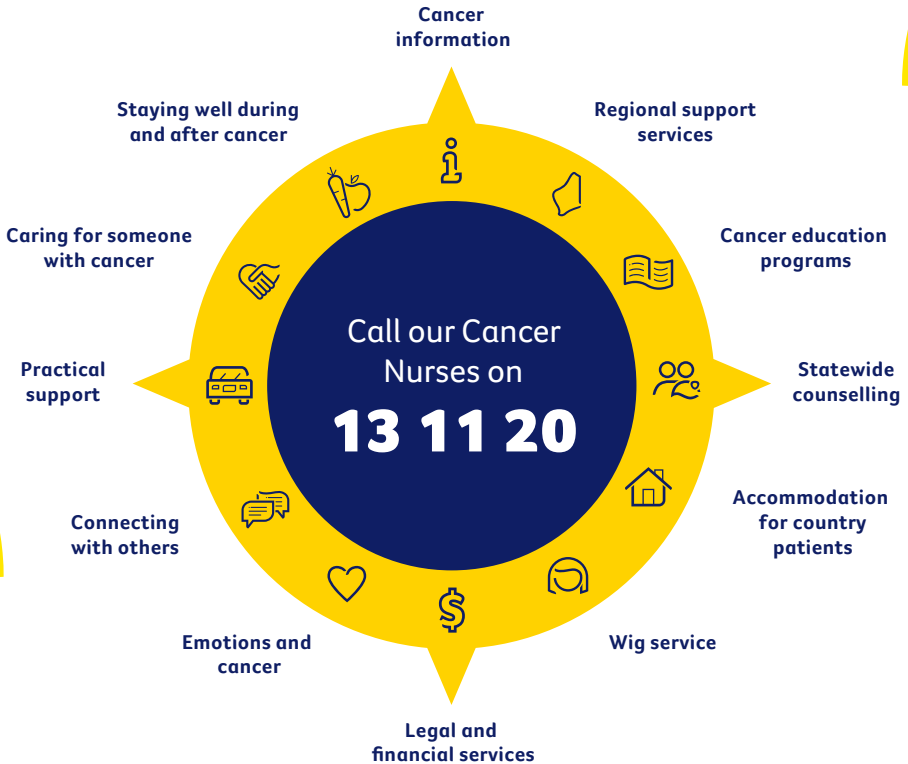 Cancer
information
Regional support
services
Cancer education
programs
Statewide
counselling
Accommodation
for country
patients
Wig service
Legal and
financial services
Emotions and
cancer
Connecting
with others
Practical
support
Caring for someone
with cancer
Staying well during
and after cancer
Call our Cancer
Nurses on
13 11 20